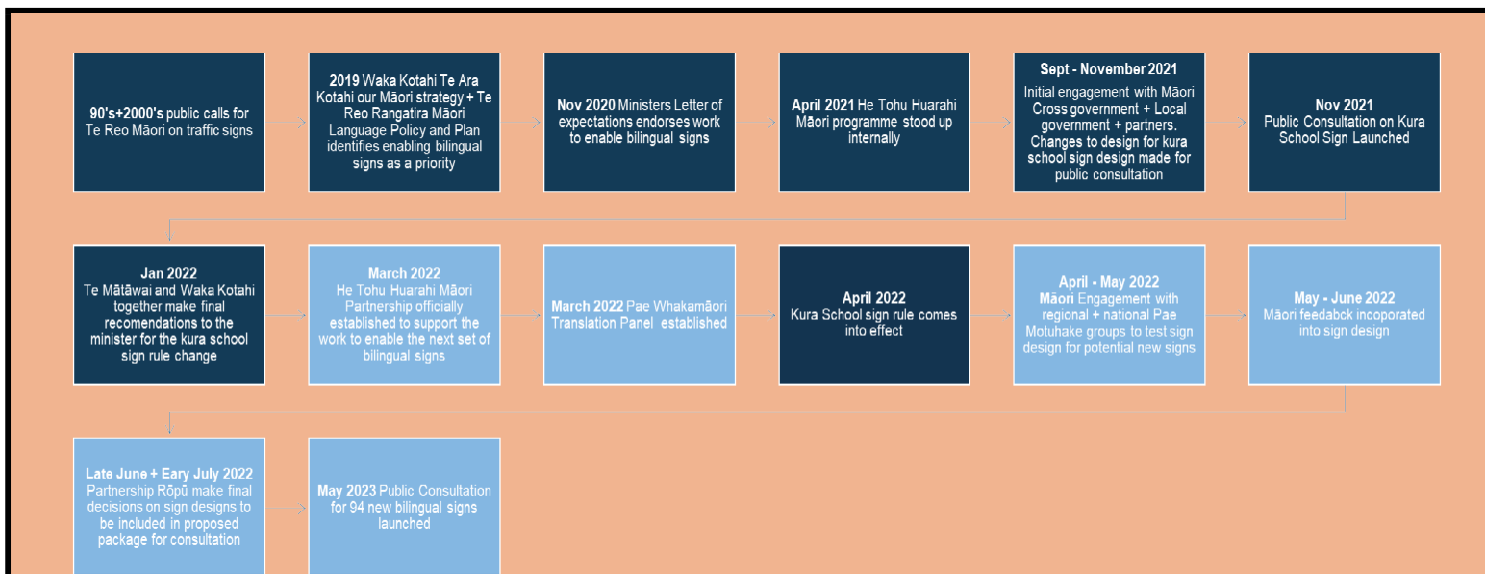 90's+2000's public calls for
Te Reo Māori on traffic signs
2019 Waka Kotahi Te Ara
Kotahi our Māori strategy + Te
Reo Rangatira Māori
Language Policy and Plan
identifies enabling bilingual
signs as a priority
Nov 2020 Ministers Letter of
expectations endorses work
to enable bilingual signs
April 2021 He Tohu Huarahi
Māori programme stood up
internally
Sept - November 2021
Initial engagement with Māori
Cross government + Local
government + partners.
Changes to design for kura
school sign design made for
public consultation
Nov 2021
Public Consultation on Kura
School Sign Launched
Jan 2022
Te Mātāwai and Waka Kotahi
together make final
recomendations to the
minister for the kura school
sign rule change
March 2022
He Tohu Huarahi Māori
Partnership officially
established to support the
work to enable the next set of
bilingual signs
March 2022 Pae Whakamāori
Translation Panel established
April 2022
Kura School sign rule comes
into effect
April - May 2022
Māori Engagement with
regional + national Pae
Motuhake groups to test sign
design for potential new signs
May - June 2022
Māori feedabck incorporated
into sign design
Late June + Eary July 2022
Partnership Rōpū make final
decisions on sign designs to
be included in proposed
package for consultation
May 2023 Public Consultation
for 94 new bilingual signs
launched